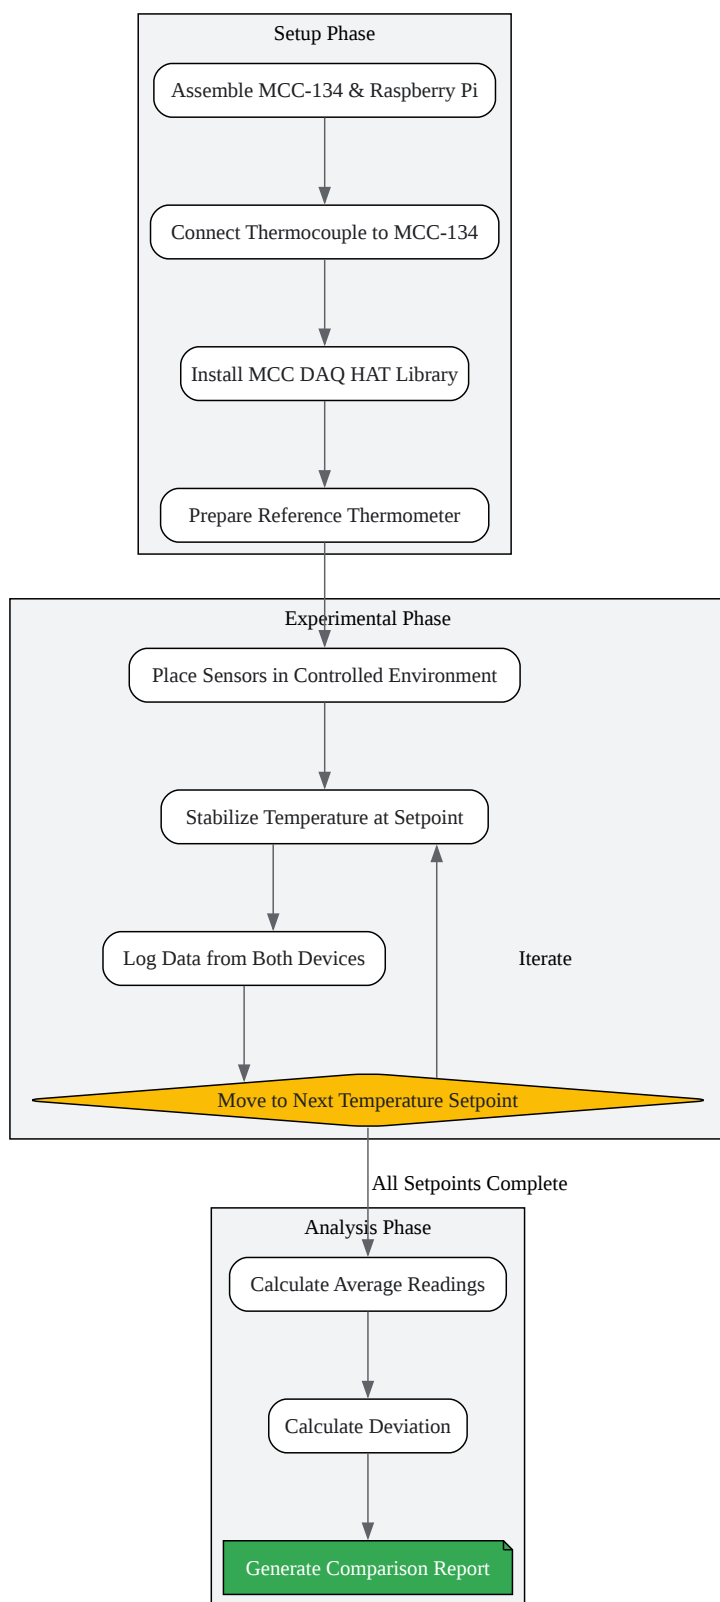 Setup Phase
Assemble MCC-134 & Raspberry Pi
Connect Thermocouple to MCC-134
Install MCC DAQ HAT Library
Prepare Reference Thermometer
Experimental Phase
Place Sensors in Controlled Environment
Stabilize Temperature at Setpoint
Log Data from Both Devices
Iterate
Move to Next Temperature Setpoint
All Setpoints Complete
Analysis Phase
Calculate Average Readings
Calculate Deviation
Generate Comparison Report